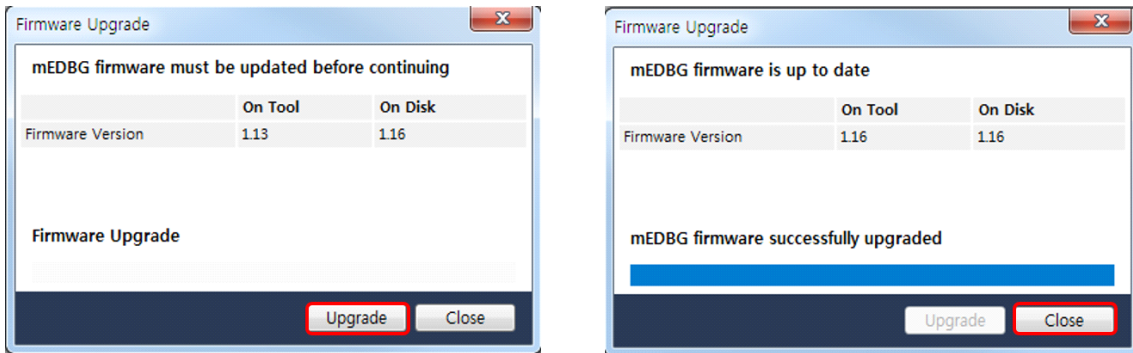 Firmware Upgrade
mEDBG firmware must be updated before continuing
On Tool On Disk
Firmware Version 1.13 1.16
Firmware Upgrade
Upgrade Close
Firmware Upgrade
mEDBG firmware is up to date
On Tool On Disk
Firmware Version 1.16 1.16
mEDBG firmware successfully upgraded
Upgrade Close